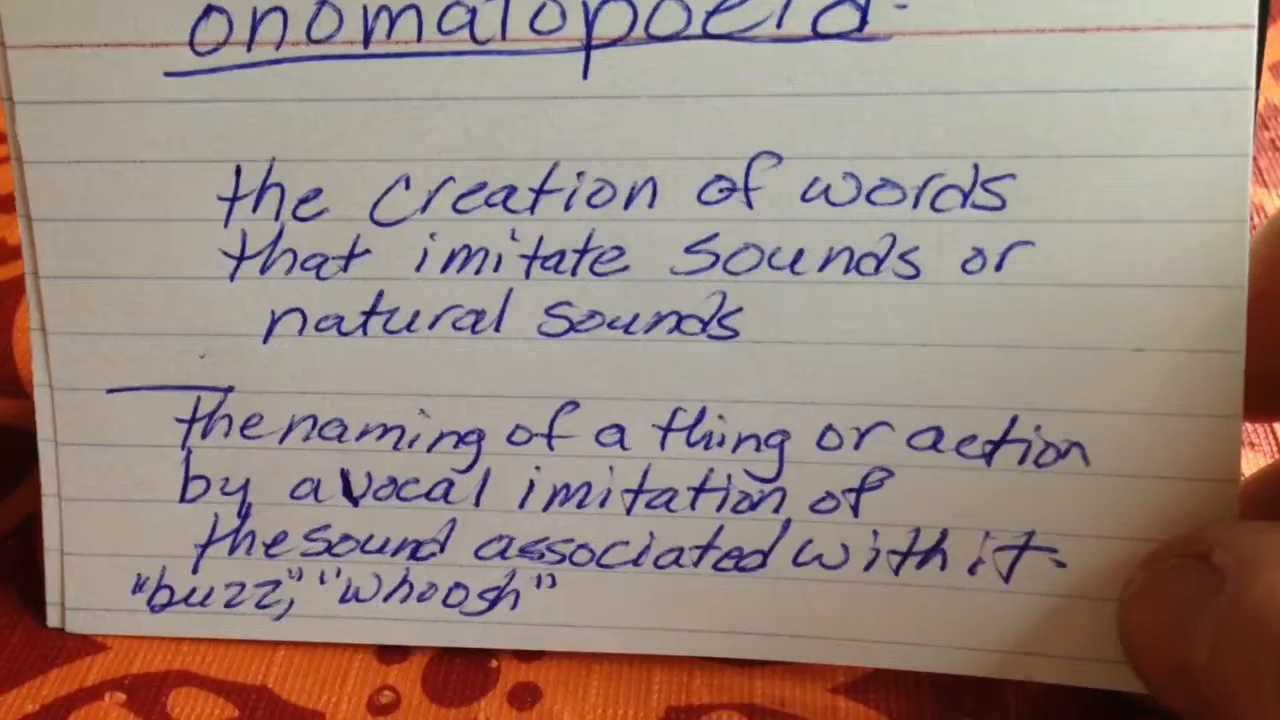 onomatopoeia.
the creation of words
that imitate sounds or
natural sounds
The naming of a thing or action
by a vocal imitation of
the sound associated with it.
"buzz," "whoosh"